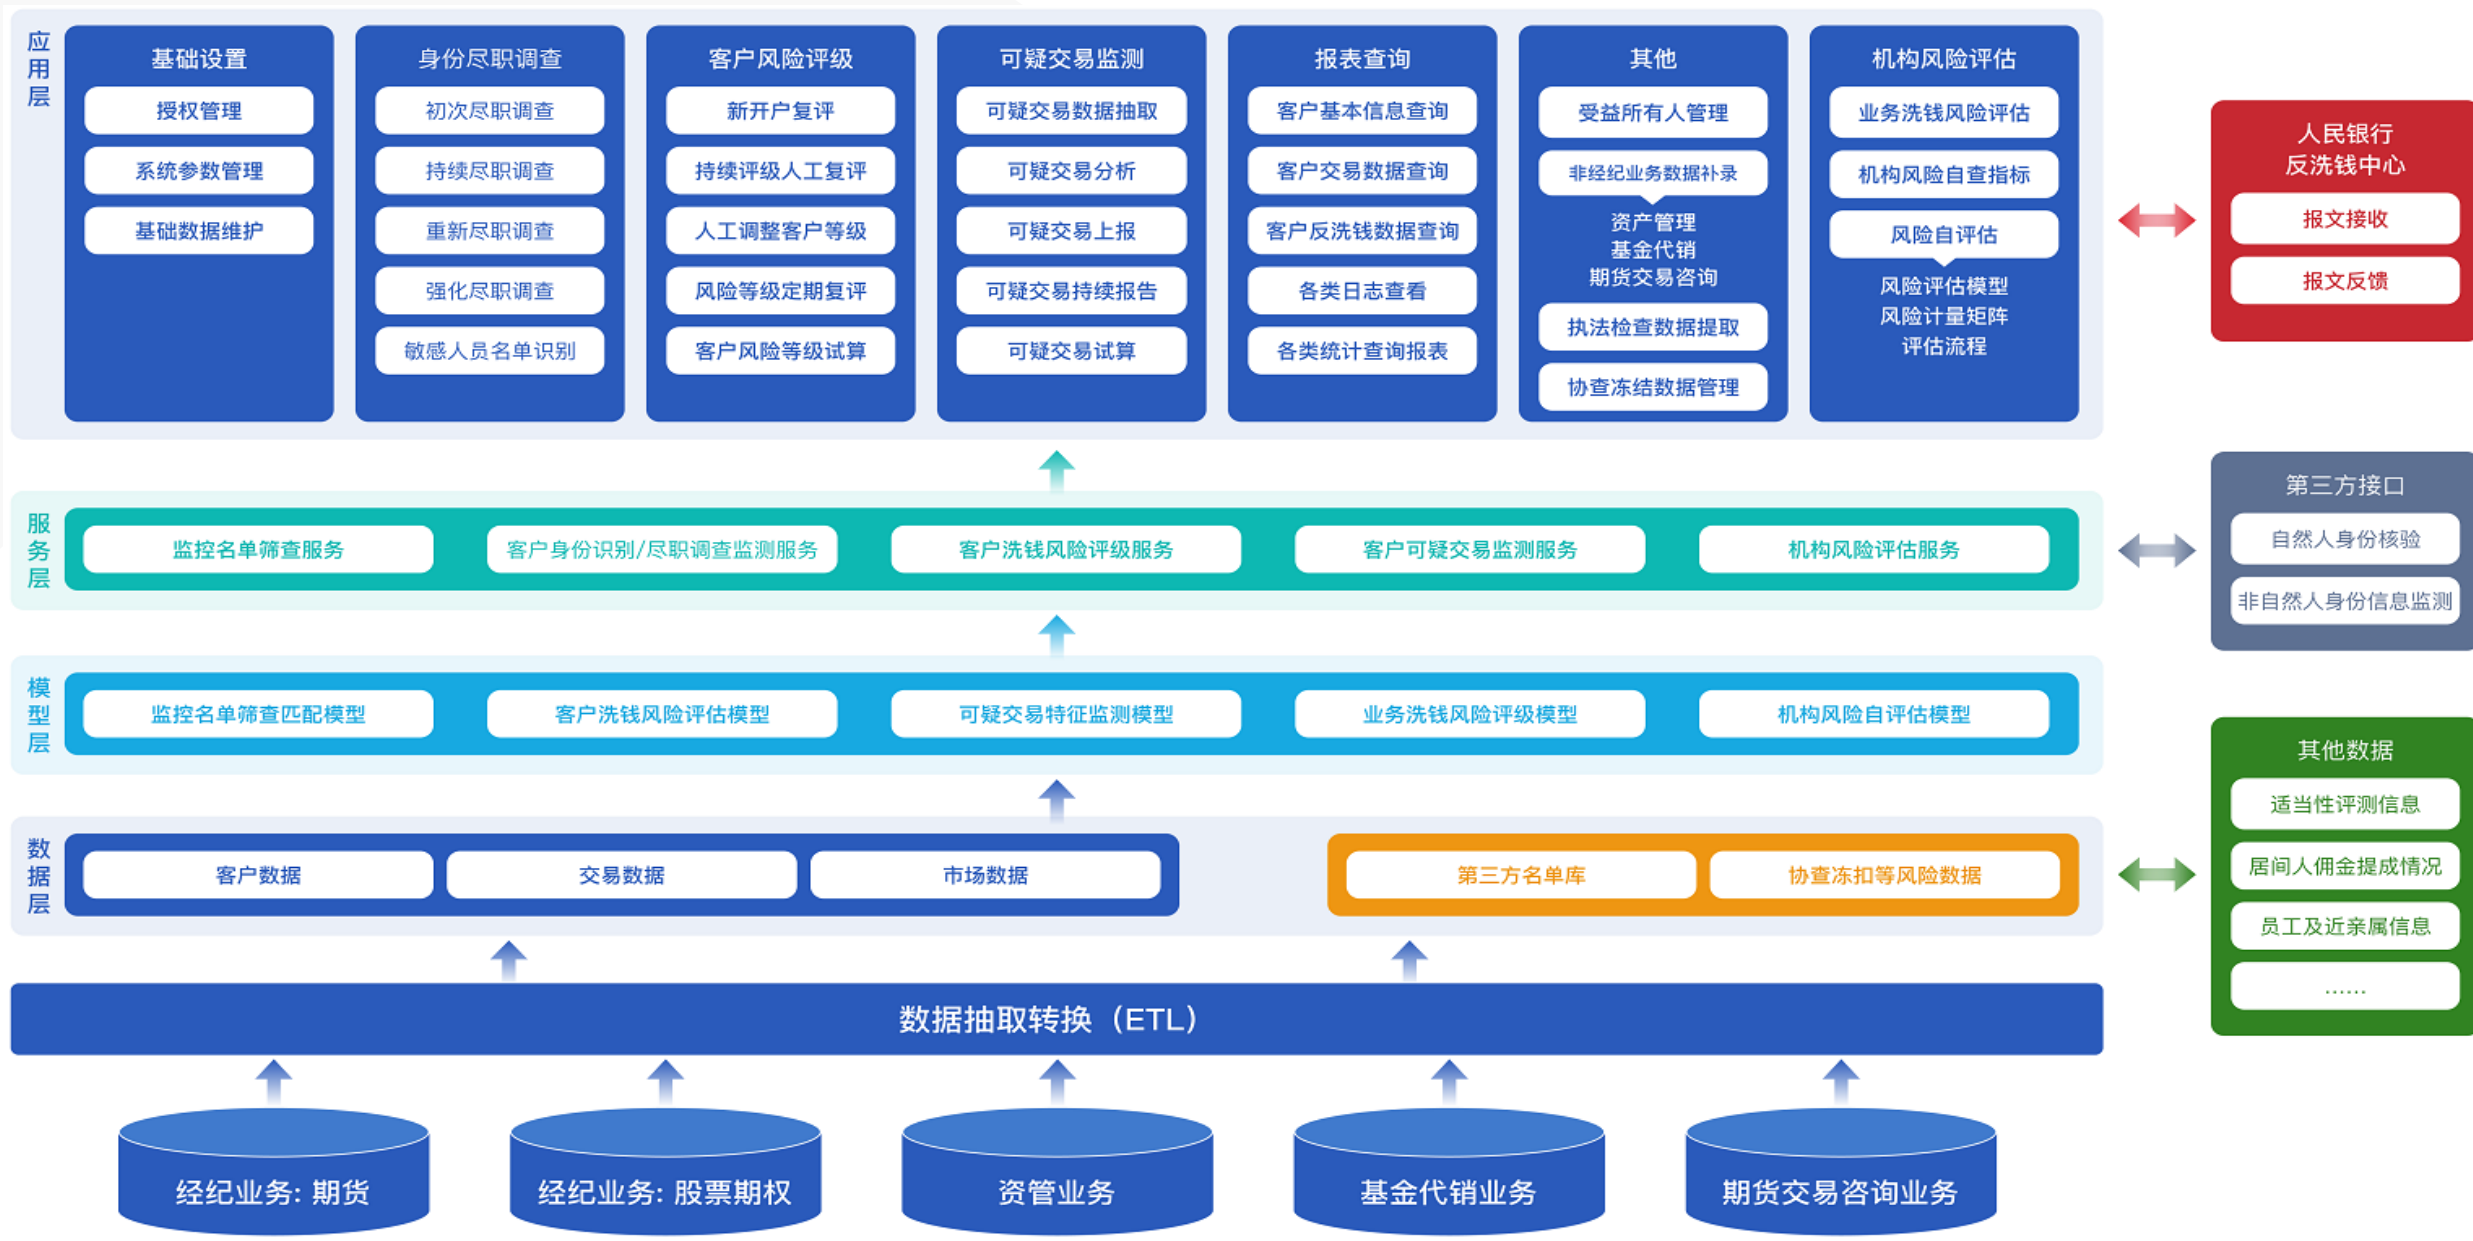 应用层
基础设置
授权管理
系统参数管理
基础数据维护
身份尽职调查
初次尽职调查
持续尽职调查
重新尽职调查
强化尽职调查
敏感人员名单识别
客户风险评级
新开户复评
持续评级人工复评
人工调整客户等级
风险等级定期复评
客户风险等级试算
可疑交易监测
可疑交易数据抽取
可疑交易分析
可疑交易上报
可疑交易持续报告
可疑交易试算
报表查询
客户基本信息查询
客户交易数据查询
客户反洗钱数据查询
各类日志查看
各类统计查询报表
其他
受益所有人管理
非经纪业务数据补录
资产管理
基金代销
期货交易咨询
执法检查数据提取
协查冻结数据管理
机构风险评估
业务洗钱风险评估
机构风险自查指标
风险自评估
风险评估模型
风险计量矩阵
评估流程
人民银行
反洗钱中心
报文接收
报文反馈
服务层
监控名单筛查服务
客户身份识别/尽职调查监测服务
客户洗钱风险评级服务
客户可疑交易监测服务
机构风险评估服务
第三方接口
自然人身份核验
非自然人身份信息监测
模型层
监控名单筛查匹配模型
客户洗钱风险评估模型
可疑交易特征监测模型
业务洗钱风险评级模型
机构风险自评估模型
数据层
客户数据
交易数据
市场数据
第三方名单库
协查冻扣等风险数据
其他数据
适当性评测信息
居间人佣金提成情况
员工及近亲属信息
……
数据抽取转换（ETL）
经纪业务: 期货
经纪业务: 股票期权
资管业务
基金代销业务
期货交易咨询业务